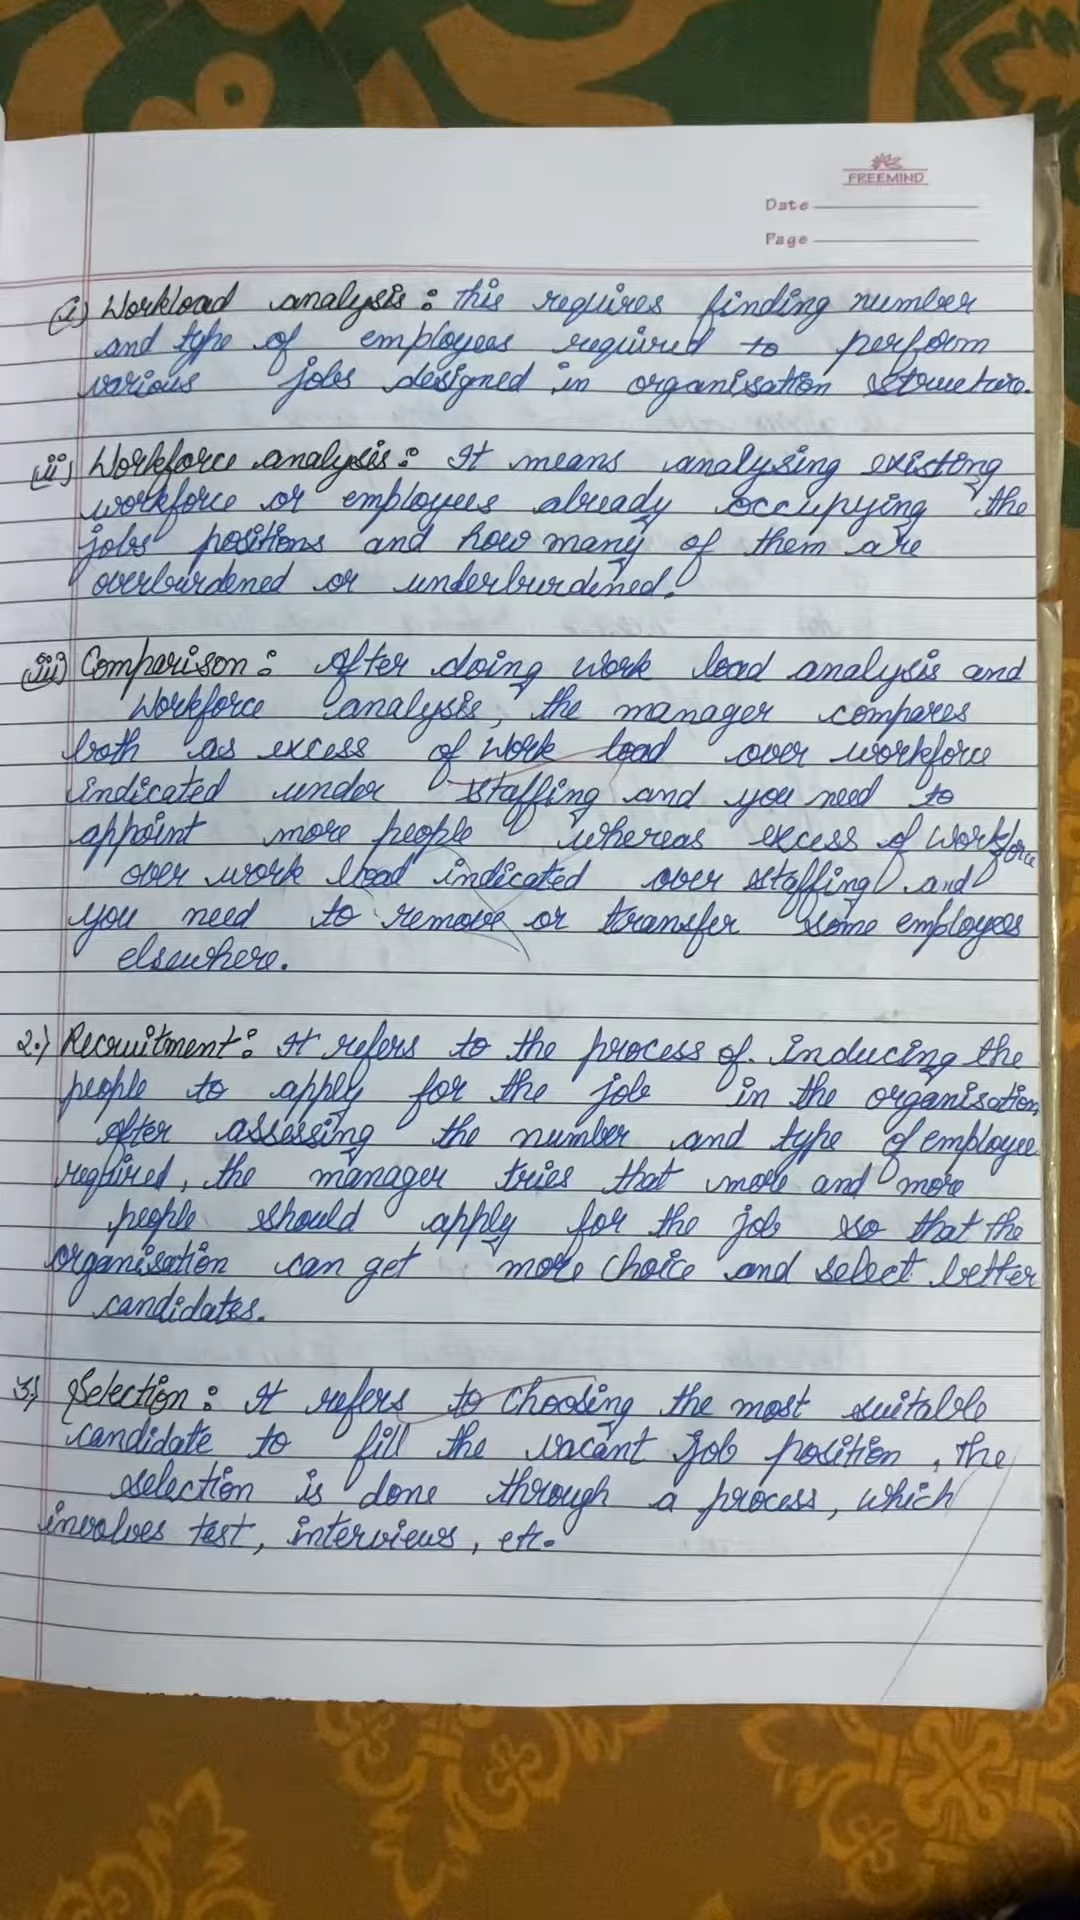 FREEMIND
Date
Page
(i) Workload analysis : this requires finding number
and type of employees required to perform
various jobs designed in organisation structure.
(ii) Workforce analysis : It means analysing existing
workforce or employees already occupying the
jobs positions and how many of them are
overburdened or underburdened.
(iii) Comparison : After doing work load analysis and
Workforce analysis, the manager compares
both as excess of work load over workforce
indicated under staffing and you need to
appoint more people whereas excess of workforce
over work load indicated over staffing and
you need to remove or transfer some employees
elsewhere.
2.) Recruitment : It refers to the process of inducing the
people to apply for the job in the organisation,
After assessing the number and type of employee
required, the manager tries that more and more
people should apply for the job so that the
organisation can get more choice and select better
candidates.
3.) Selection : It refers to choosing the most suitable
candidate to fill the vacant job position, the
selection is done through a process, which
involves test, interviews, etc.